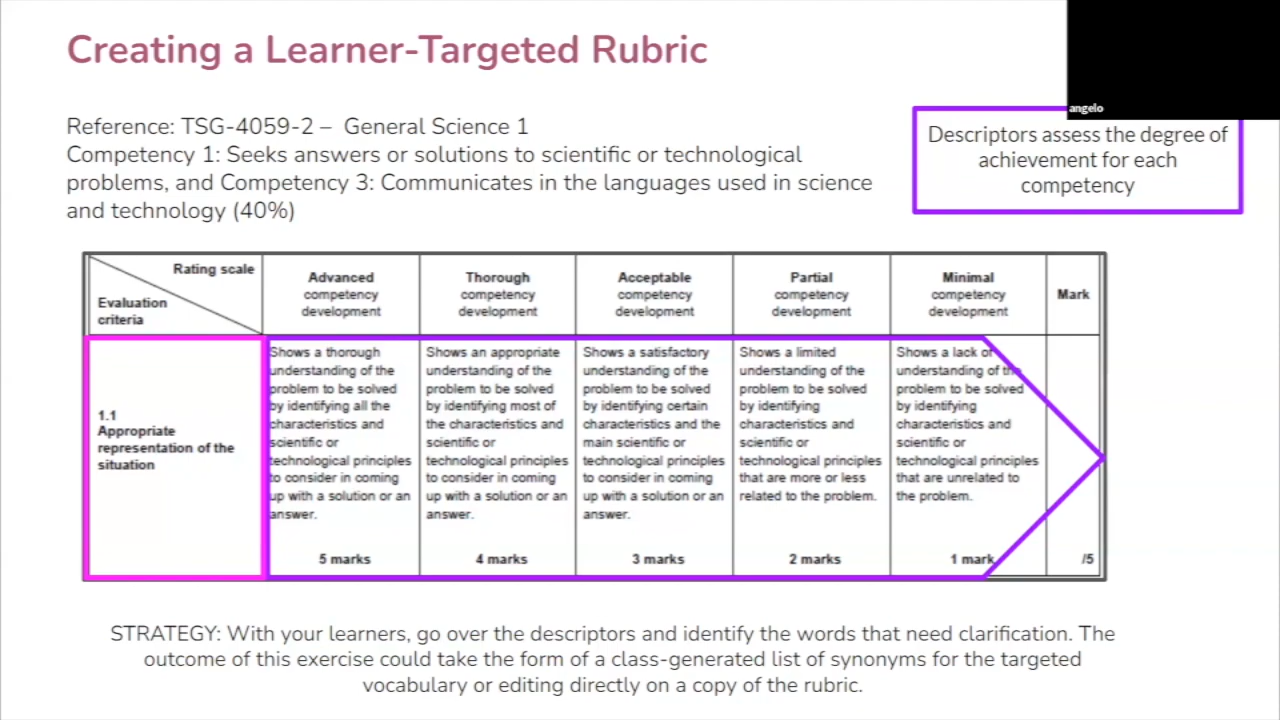 Creating a Learner-Targeted Rubric
angelo
Reference: TSG-4059-2 – General Science 1
Competency 1: Seeks answers or solutions to scientific or technological
problems, and Competency 3: Communicates in the languages used in science
and technology (40%)
Descriptors assess the degree of
achievement for each
competency
Rating scale
Evaluation
criteria
Advanced
competency
development
Thorough
competency
development
Acceptable
competency
development
Partial
competency
development
Minimal
competency
development
Mark
1.1
Appropriate
representation of the
situation
Shows a thorough
understanding of the
problem to be solved
by identifying all the
characteristics and
scientific or
technological principles
to consider in coming
up with a solution or an
answer.
5 marks
Shows an appropriate
understanding of the
problem to be solved
by identifying most of
the characteristics and
scientific or
technological principles
to consider in coming
up with a solution or an
answer.
4 marks
Shows a satisfactory
understanding of the
problem to be solved
by identifying certain
characteristics and the
main scientific or
technological principles
to consider in coming
up with a solution or an
answer.
3 marks
Shows a limited
understanding of the
problem to be solved
by identifying
characteristics and
scientific or
technological principles
that are more or less
related to the problem.
2 marks
Shows a lack of
understanding of the
problem to be solved
by identifying
characteristics and
scientific or
technological principles
that are unrelated to
the problem.
1 mark
/5
STRATEGY: With your learners, go over the descriptors and identify the words that need clarification. The
outcome of this exercise could take the form of a class-generated list of synonyms for the targeted
vocabulary or editing directly on a copy of the rubric.